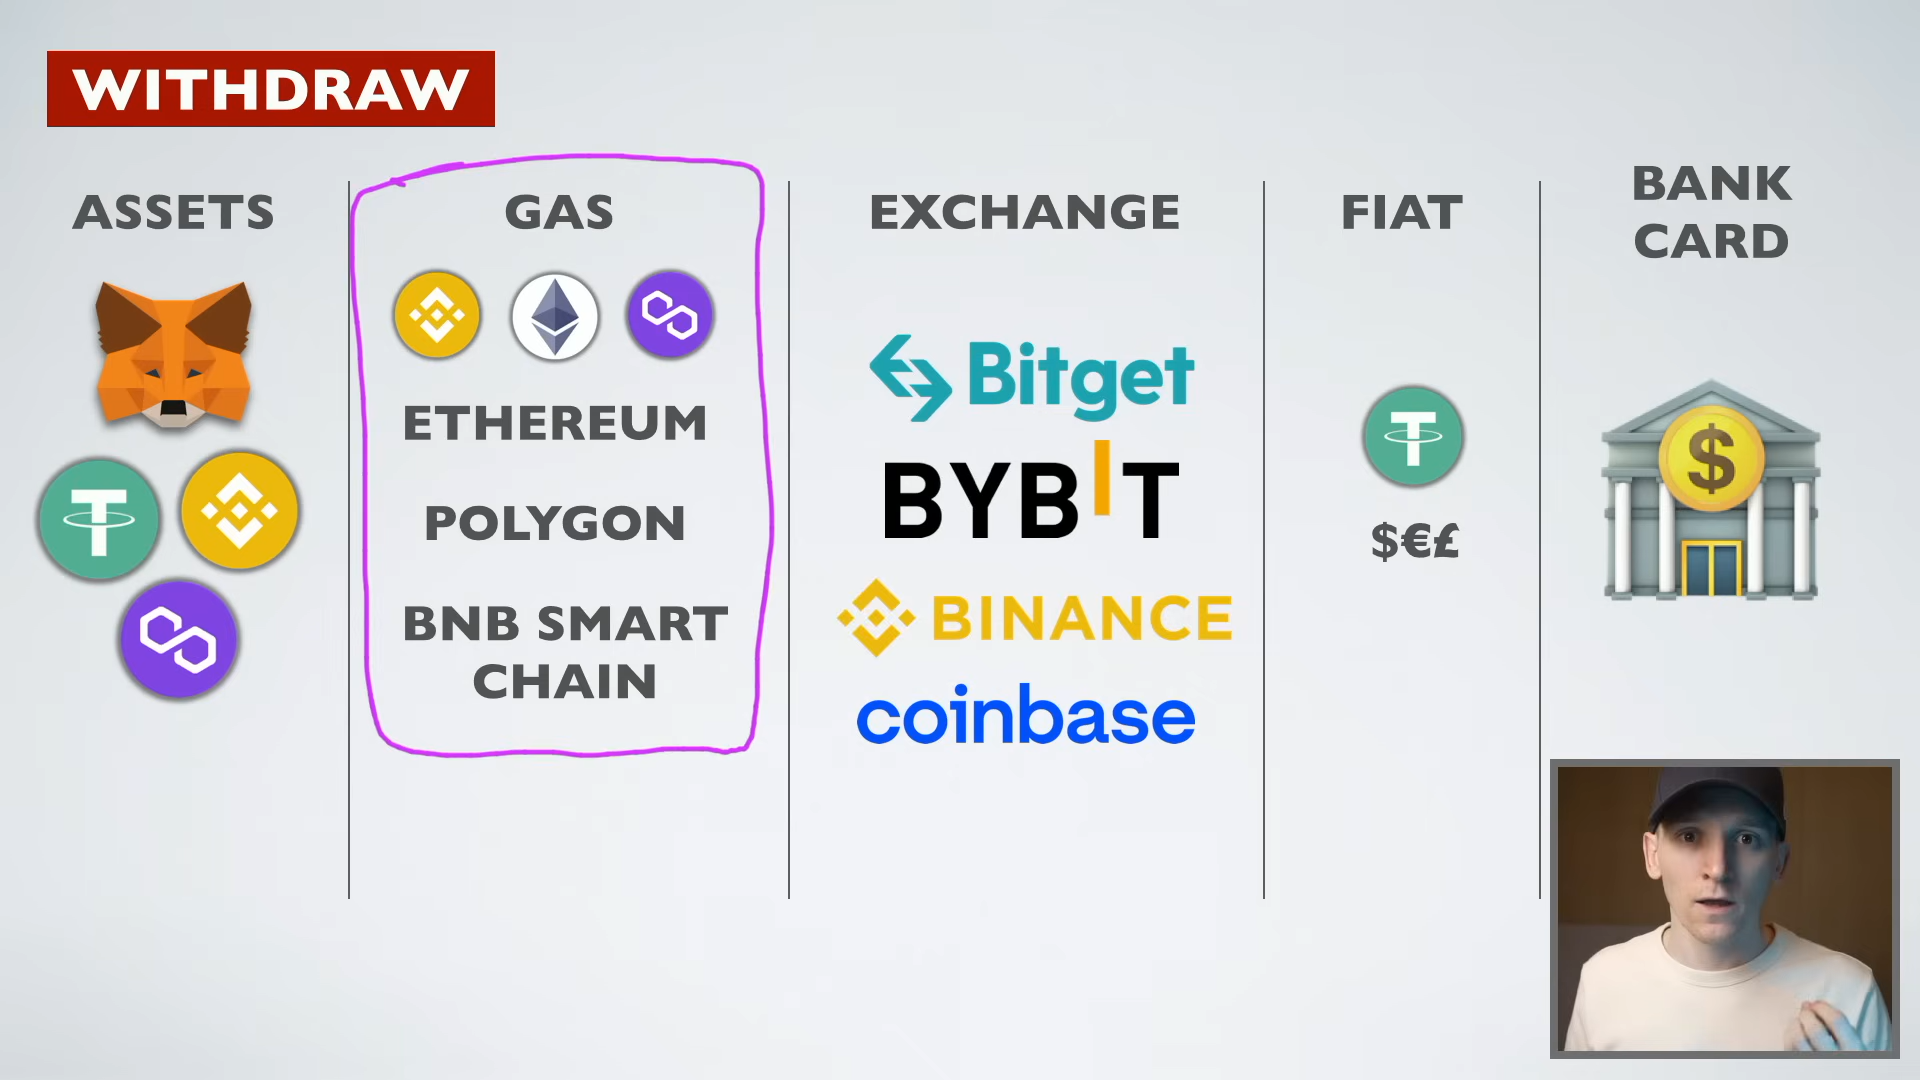 WITHDRAW
ASSETS
GAS
ETHEREUM
POLYGON
BNB SMART
CHAIN
EXCHANGE
Bitget
BYBIT
BINANCE
coinbase
FIAT
$€£
BANK
CARD
$